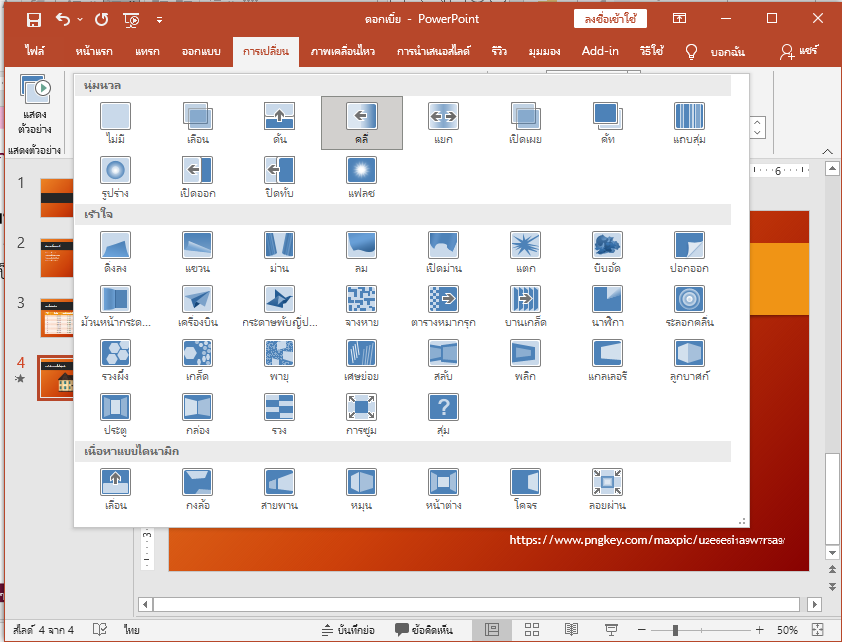 ดอกเบี้ย - PowerPoint
ลงชื่อเข้าใช้
ไฟล์ หน้าแรก แทรก ออกแบบ การเปลี่ยน ภาพเคลื่อนไหว การนำเสนอสไลด์ รีวิว มุมมอง Add-in วิธีใช้ บอกฉัน แชร์
แสดง
ตัวอย่าง
แสดงตัวอย่าง
นุ่มนวล
ไม่มี เลือน ดัน คลี่ แยก เปิดเผย คัท แถบสุ่ม
รูปร่าง เปิดออก ปิดทับ แฟลช
เร้าใจ
ดึงลง แขวน ม่าน ลม เปิดม่าน แตก บีบอัด ปอกออก
ม้วนหน้ากระด... เครื่องบิน กระดาษพับญี่ป... จางหาย ตารางหมากรุก บานเกล็ด นาฬิกา ระลอกคลื่น
รวงผึ้ง เกล็ด พายุ เศษย่อย สลับ พลิก แกลเลอรี ลูกบาศก์
ประตู กล่อง รวง การซูม สุ่ม
เนื้อหาแบบไดนามิก
เลื่อน กงล้อ สายพาน หมุน หน้าต่าง โคจร ลอยผ่าน
1
2
3
4
6
3
https://www.pngkey.com/maxpic/
สไลด์ 4 จาก 4 ไทย บันทึกย่อ ข้อคิดเห็น 50%